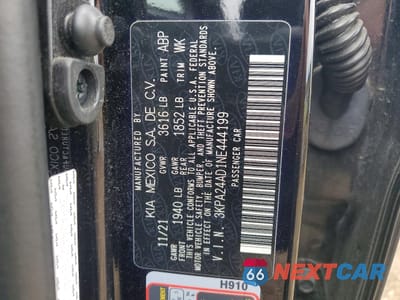 MANUFACTURED BY
KIA MEXICO S.A. DE C.V.
11/21 GVWR 3616 LB PAINT ABP
GAWR FRONT 1940 LB GAWR REAR 1852 LB TRIM WK
THIS VEHICLE CONFORMS TO ALL APPLICABLE U.S.A. FEDERAL
MOTOR VEHICLE SAFETY, BUMPER, AND THEFT PREVENTION STANDARDS
IN EFFECT ON THE DATE OF MANUFACTURE SHOWN ABOVE.
V.I.N. 3KPA24AD1NE444199
PASSENGER CAR
H910
66 NEXTCAR